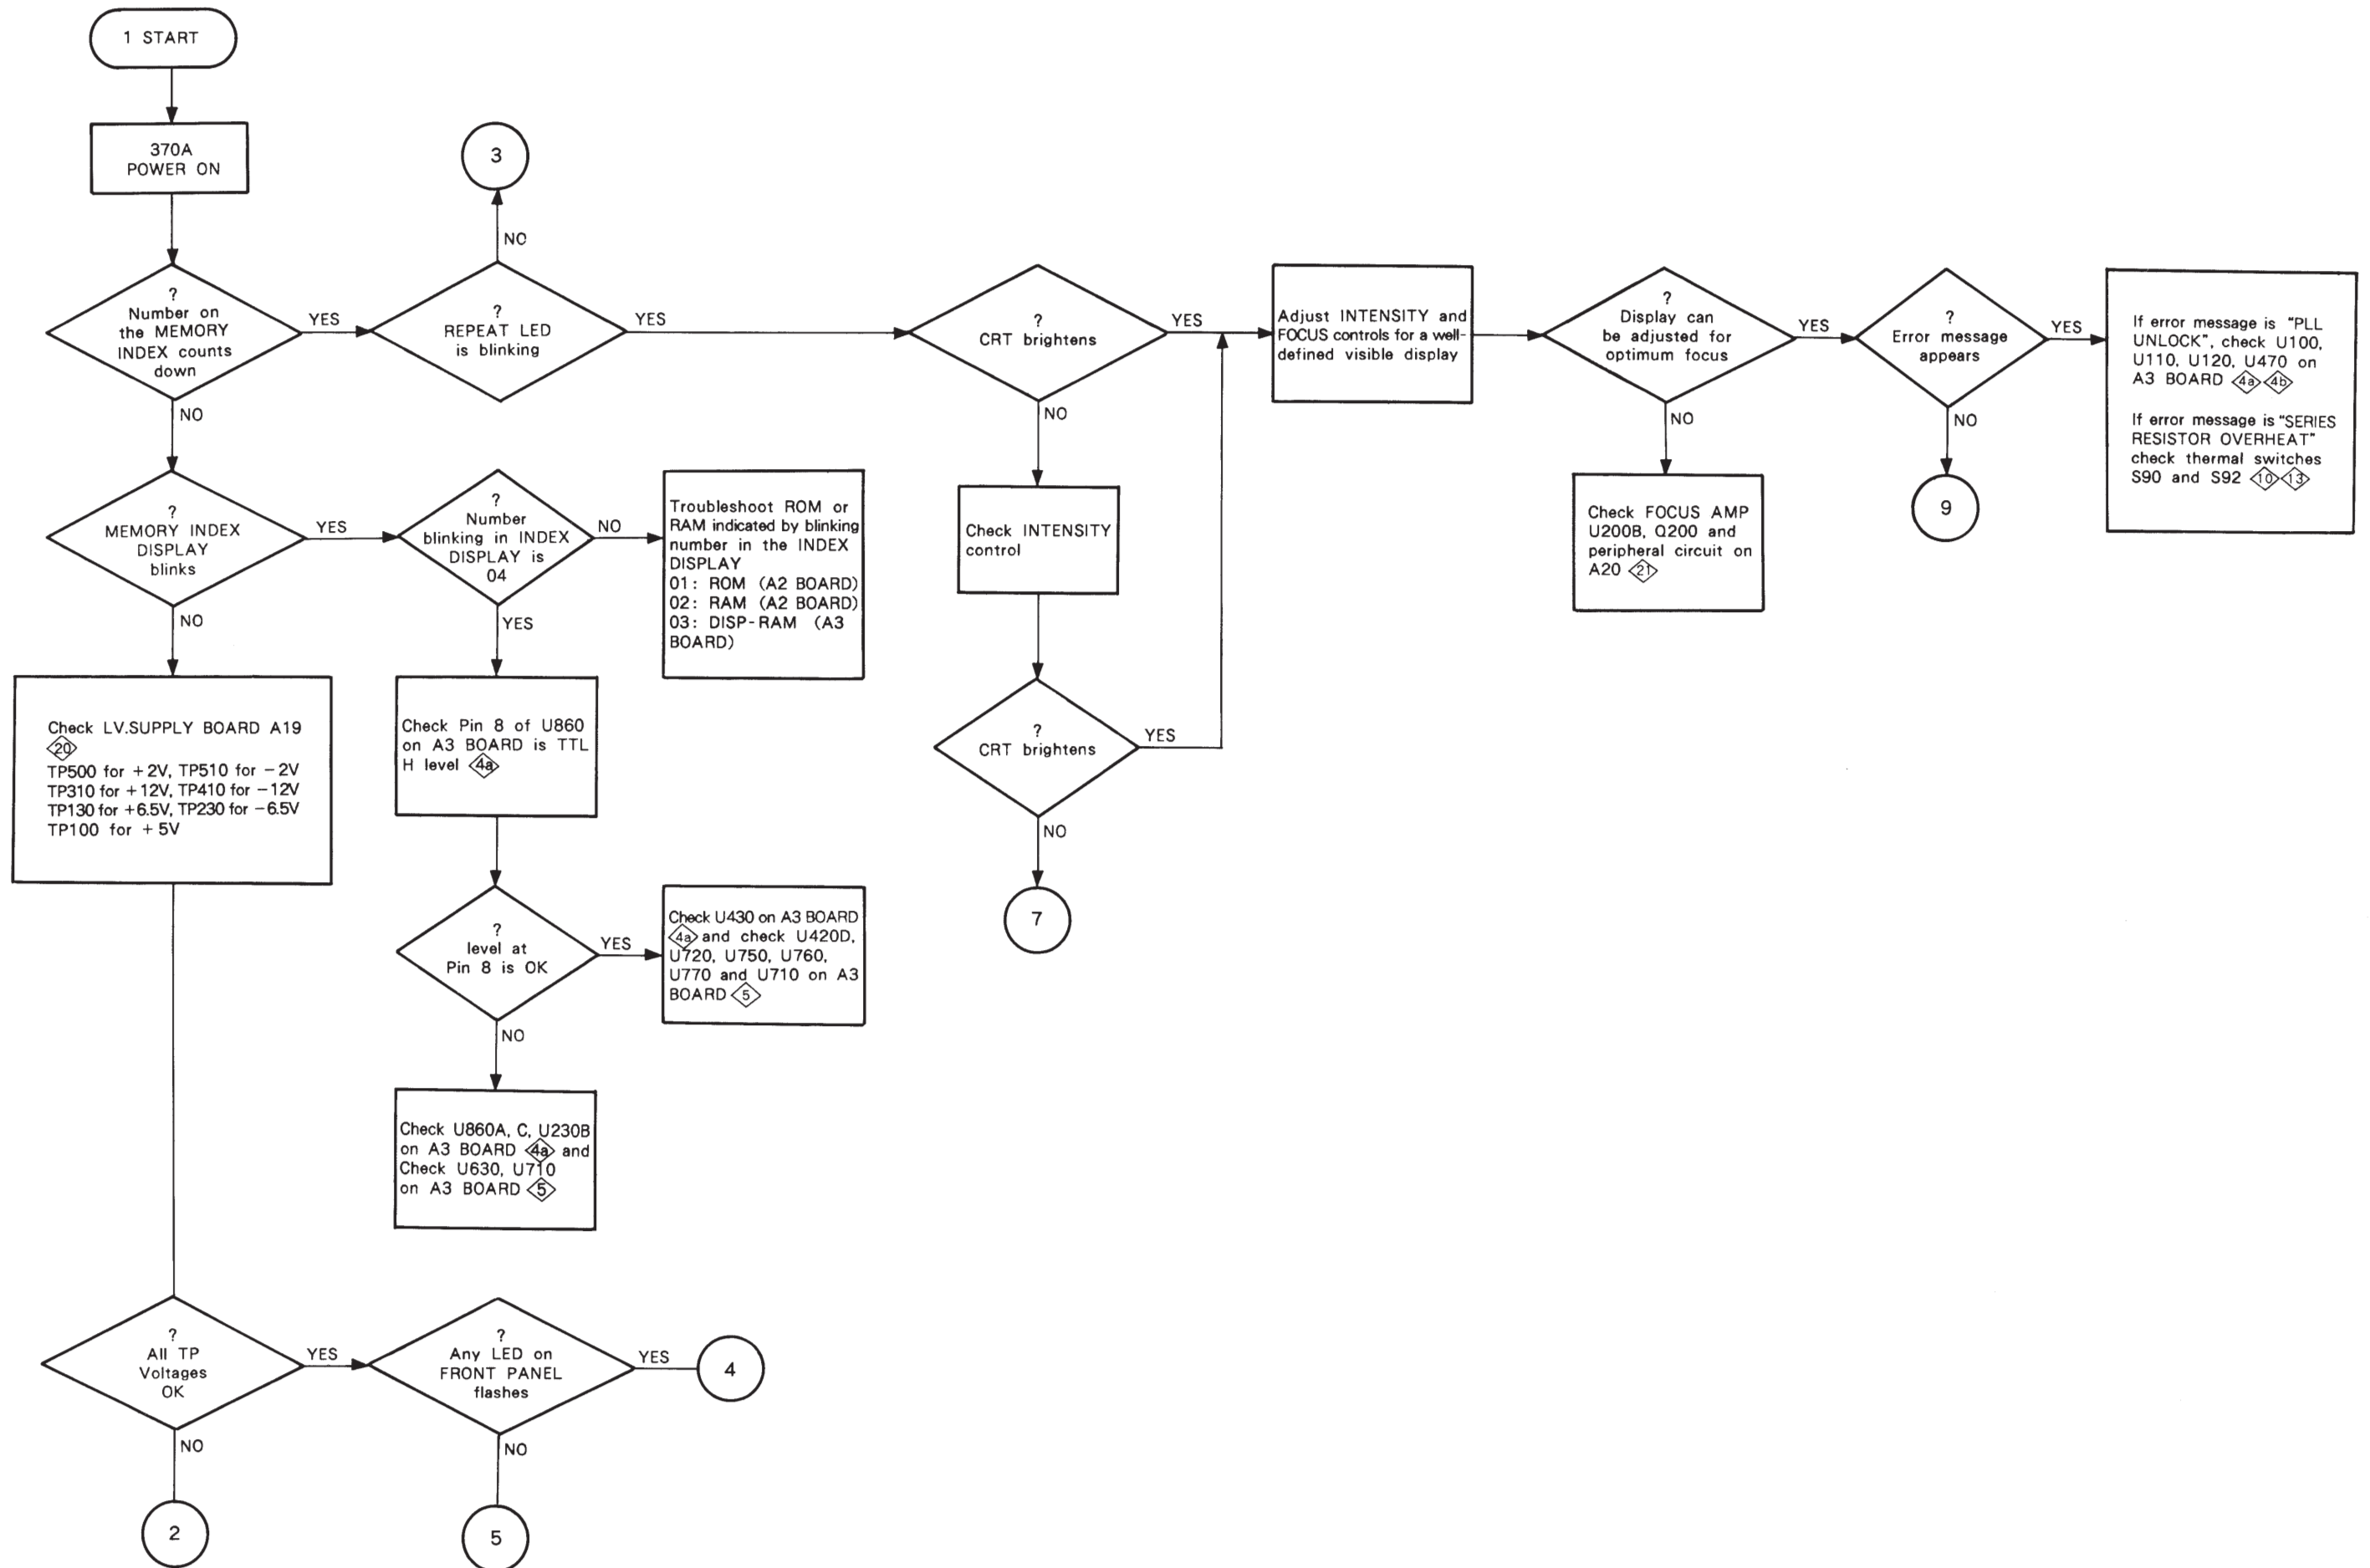 1 START
370A
POWER ON
3
NO
?
Number on
the MEMORY
INDEX counts
down
YES
NO
?
REPEAT LED
is blinking
YES
?
CRT brightens
YES
NO
Adjust INTENSITY and
FOCUS controls for a well-
defined visible display
?
Display can
be adjusted for
optimum focus
YES
NO
?
Error message
appears
YES
NO
If error message is "PLL
UNLOCK", check U100,
U110, U120, U470 on
A3 BOARD 4a 4b
If error message is "SERIES
RESISTOR OVERHEAT"
check thermal switches
S90 and S92 10 13
?
MEMORY INDEX
DISPLAY
blinks
YES
NO
?
Number
blinking in INDEX
DISPLAY is
04
NO
YES
Troubleshoot ROM or
RAM indicated by blinking
number in the INDEX
DISPLAY
01: ROM (A2 BOARD)
02: RAM (A2 BOARD)
03: DISP-RAM (A3
BOARD)
Check INTENSITY
control
Check FOCUS AMP
U200B, Q200 and
peripheral circuit on
A20 21
9
Check LV.SUPPLY BOARD A19
20
TP500 for +2V, TP510 for -2V
TP310 for +12V, TP410 for -12V
TP130 for +6.5V, TP230 for -6.5V
TP100 for +5V
Check Pin 8 of U860
on A3 BOARD is TTL
H level 4a
?
CRT brightens
YES
NO
7
?
level at
Pin 8 is OK
YES
NO
Check U430 on A3 BOARD
4a and check U420D,
U720, U750, U760,
U770 and U710 on A3
BOARD 5
Check U860A, C, U230B
on A3 BOARD 4a and
Check U630, U710
on A3 BOARD 5
?
All TP
Voltages
OK
YES
NO
?
Any LED on
FRONT PANEL
flashes
YES
NO
4
2
5